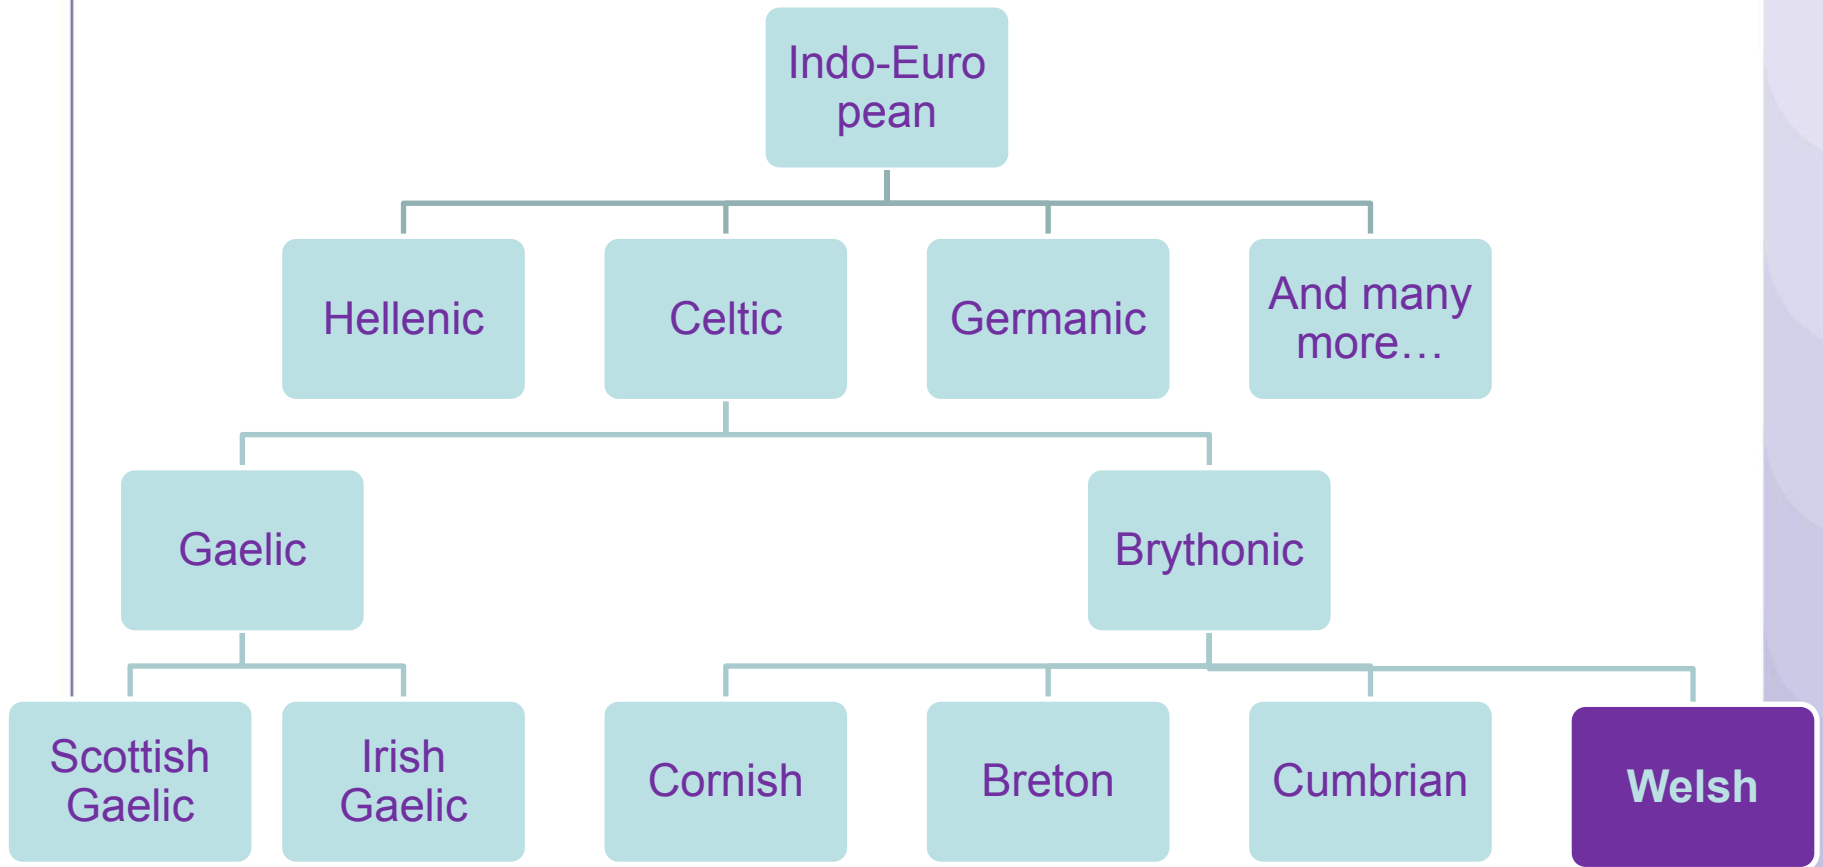 Indo-Euro
pean
Hellenic
Celtic
Germanic
And many
more…
Gaelic
Brythonic
Scottish
Gaelic
Irish
Gaelic
Cornish
Breton
Cumbrian
Welsh